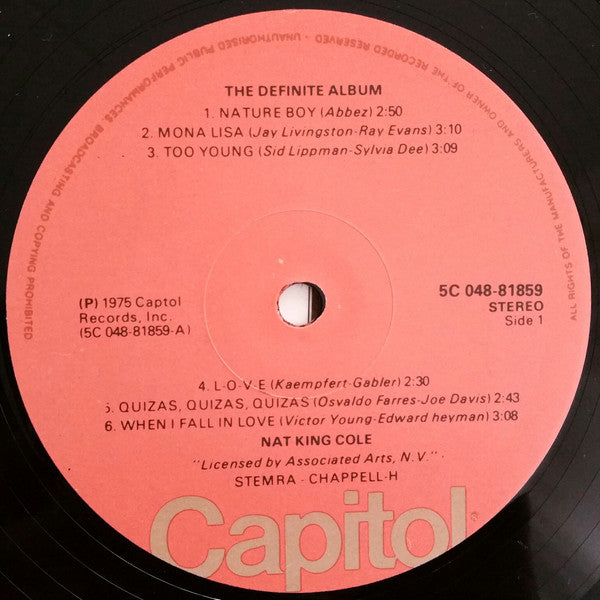 ALL RIGHTS OF THE MANUFACTURERS AND OWNER OF THE RECORDED RESERVED - UNAUTHORISED PUBLIC PERFORMANCES BROADCASTING AND COPYING PROHIBITED
THE DEFINITE ALBUM
1. NATURE BOY (Abbez) 2:50
2. MONA LISA (Jay Livingston-Ray Evans) 3:10
3. TOO YOUNG (Sid Lippman-Sylvia Dee) 3:09
(P) 1975 Captol
Records, Inc.
(5C 048-81859-A)
5C 048-81859
STEREO
Side 1
4. L-O-V-E (Kaempfert-Gabler) 2:30
5. QUIZAS, QUIZAS, QUIZAS (Osvaldo Farres-Joe Davis) 2:43
6. WHEN I FALL IN LOVE (Victor Young-Edward heyman) 3:08
NAT KING COLE
"Licensed by Associated Arts, N.V."
STEMRA - CHAPPELL-H
Capitol®